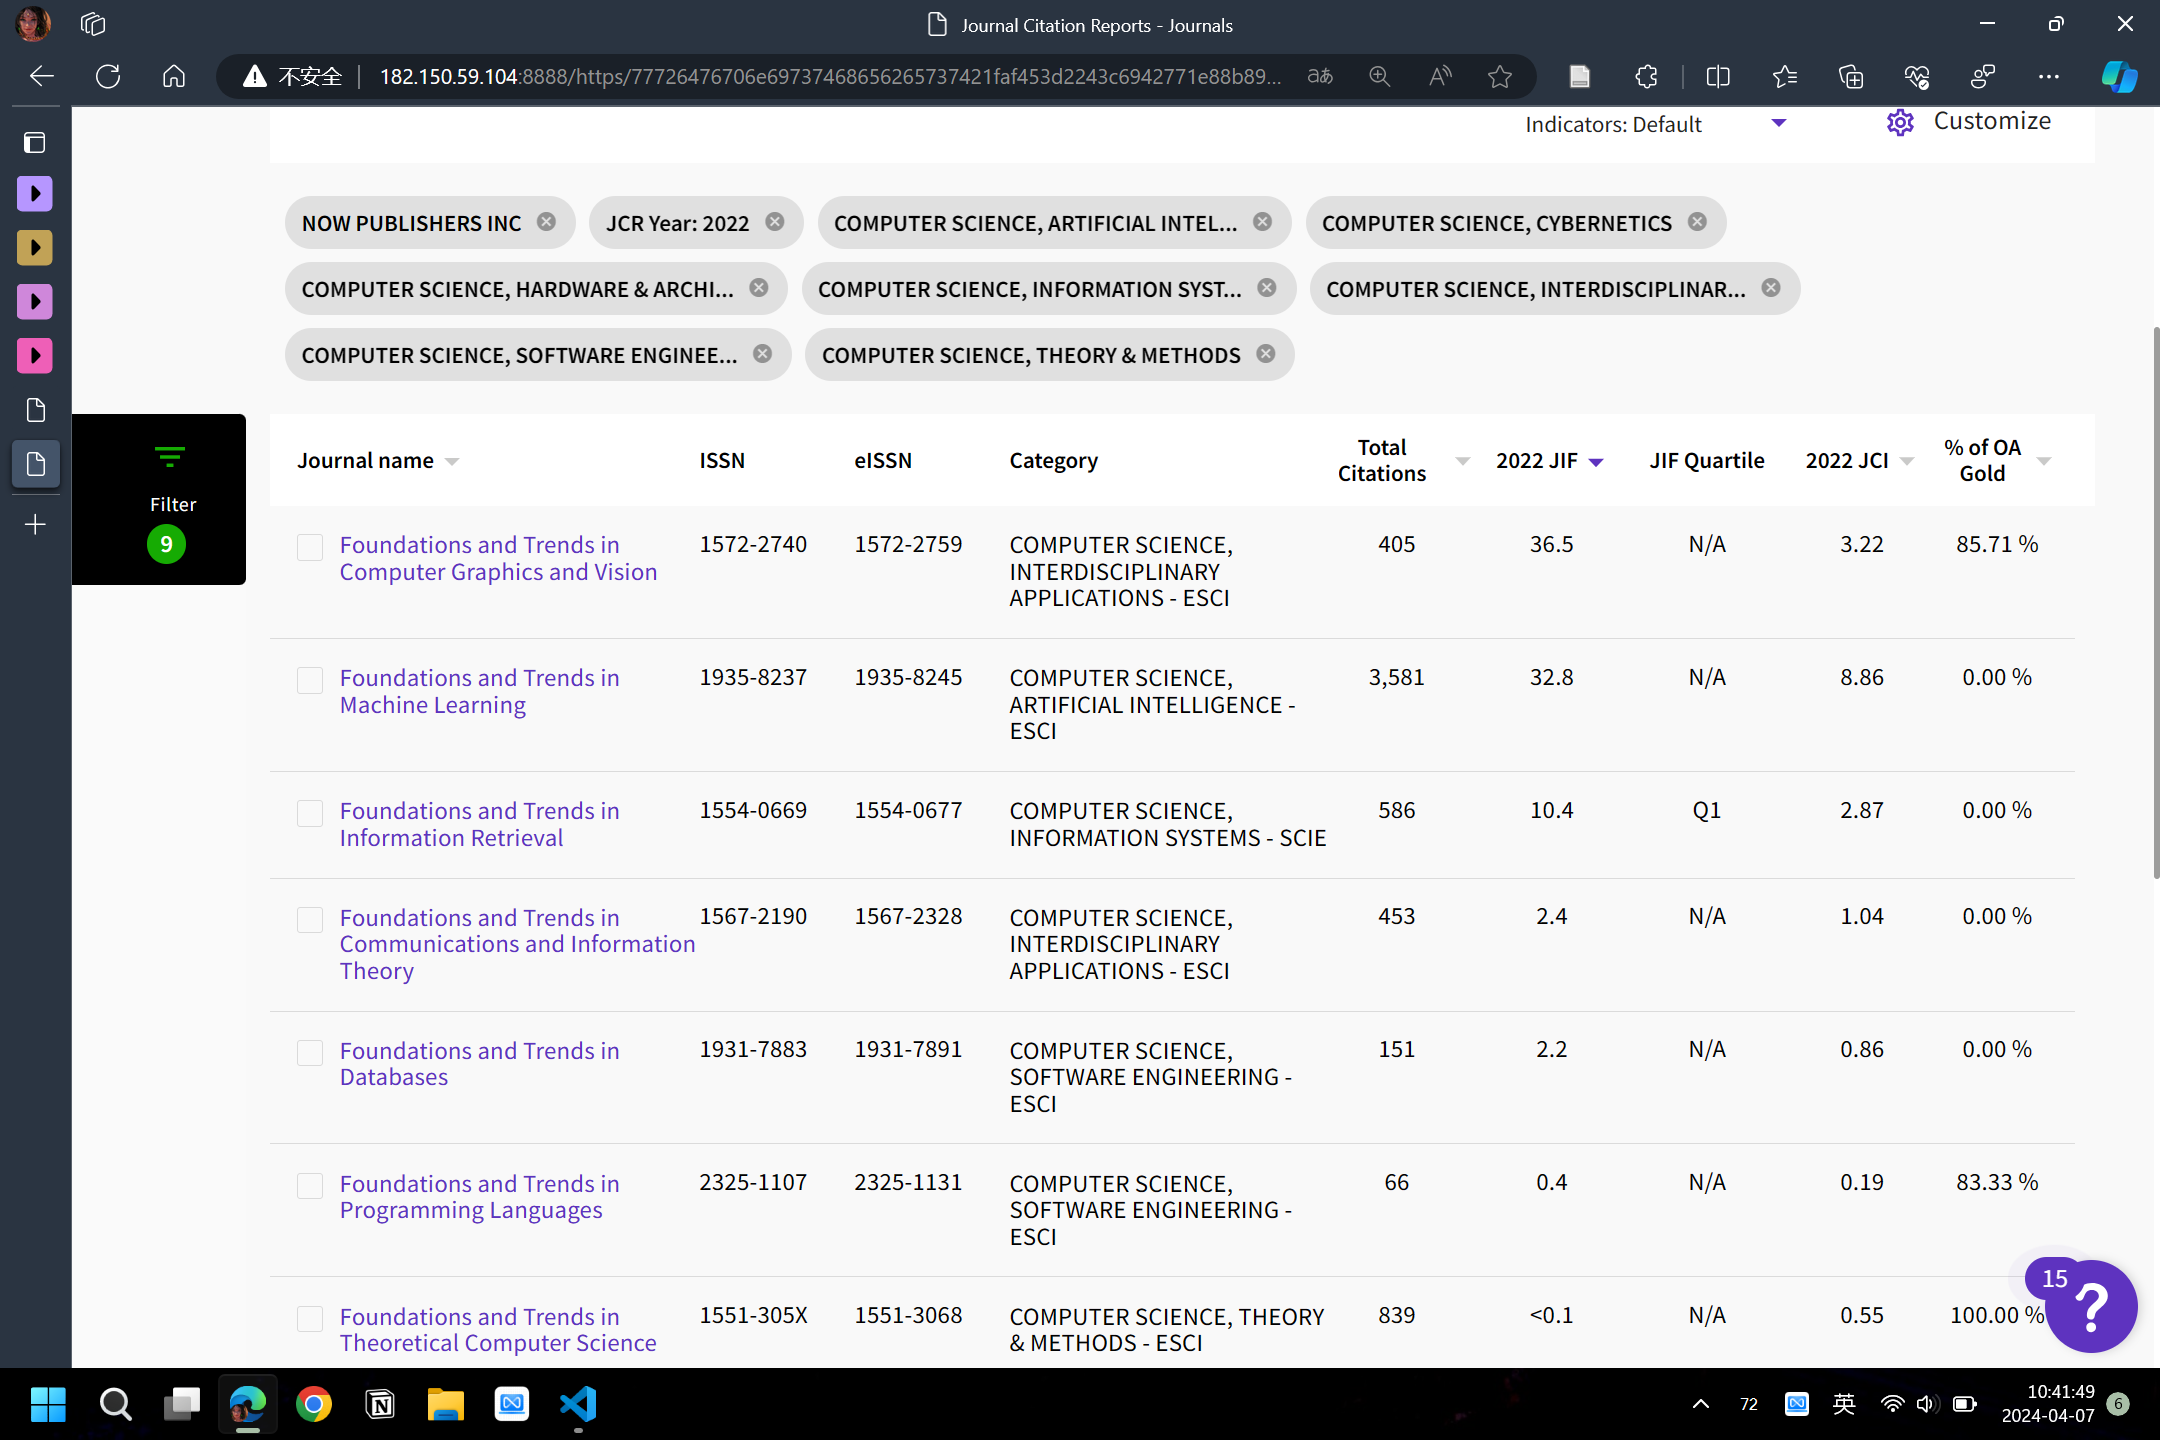 Journal Citation Reports - Journals
不安全
182.150.59.104:8888/https/77726476706e69737468656265737421faf453d2243c6942771e88b89...
Indicators: Default
Customize
NOW PUBLISHERS INC
JCR Year: 2022
COMPUTER SCIENCE, ARTIFICIAL INTEL...
COMPUTER SCIENCE, CYBERNETICS
COMPUTER SCIENCE, HARDWARE & ARCHI...
COMPUTER SCIENCE, INFORMATION SYST...
COMPUTER SCIENCE, INTERDISCIPLINAR...
COMPUTER SCIENCE, SOFTWARE ENGINEE...
COMPUTER SCIENCE, THEORY & METHODS
Filter
9
Journal name
ISSN
eISSN
Category
Total
Citations
2022 JIF
JIF Quartile
2022 JCI
% of OA
Gold
Foundations and Trends in
Computer Graphics and Vision
1572-2740
1572-2759
COMPUTER SCIENCE,
INTERDISCIPLINARY
APPLICATIONS - ESCI
405
36.5
N/A
3.22
85.71 %
Foundations and Trends in
Machine Learning
1935-8237
1935-8245
COMPUTER SCIENCE,
ARTIFICIAL INTELLIGENCE -
ESCI
3,581
32.8
N/A
8.86
0.00 %
Foundations and Trends in
Information Retrieval
1554-0669
1554-0677
COMPUTER SCIENCE,
INFORMATION SYSTEMS - SCIE
586
10.4
Q1
2.87
0.00 %
Foundations and Trends in
Communications and Information
Theory
1567-2190
1567-2328
COMPUTER SCIENCE,
INTERDISCIPLINARY
APPLICATIONS - ESCI
453
2.4
N/A
1.04
0.00 %
Foundations and Trends in
Databases
1931-7883
1931-7891
COMPUTER SCIENCE,
SOFTWARE ENGINEERING -
ESCI
151
2.2
N/A
0.86
0.00 %
Foundations and Trends in
Programming Languages
2325-1107
2325-1131
COMPUTER SCIENCE,
SOFTWARE ENGINEERING -
ESCI
66
0.4
N/A
0.19
83.33 %
Foundations and Trends in
Theoretical Computer Science
1551-305X
1551-3068
COMPUTER SCIENCE, THEORY
& METHODS - ESCI
839
<0.1
N/A
0.55
100.00 %
15
?
72
英
10:41:49
2024-04-07
6